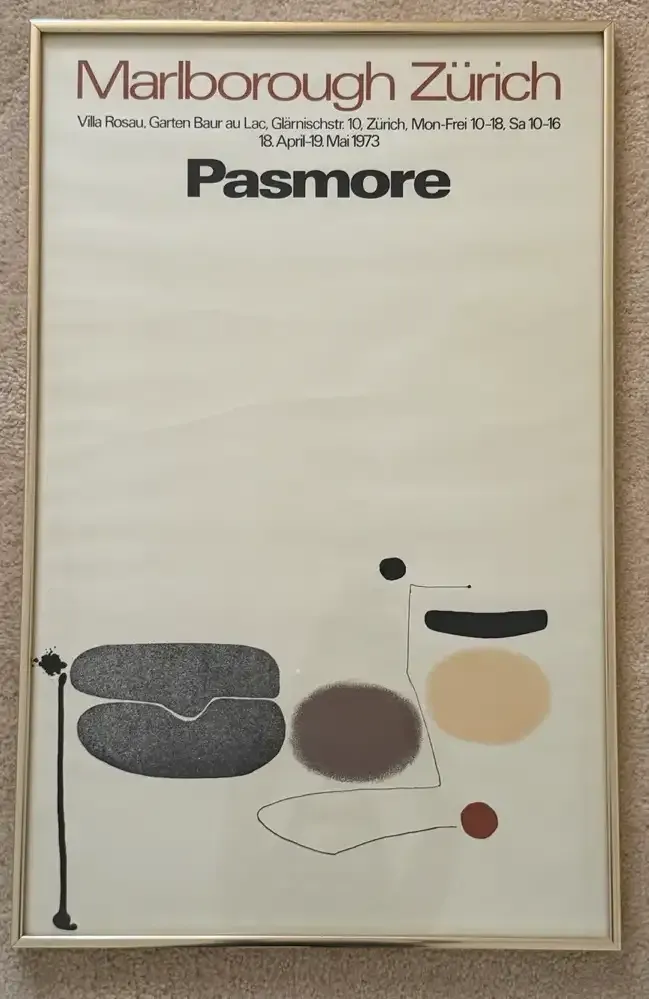 Marlborough Zürich
Villa Rosau, Garten Baur au Lac, Glärnischstr. 10, Zürich, Mon-Frei 10-18, Sa 10-16
18. April-19. Mai 1973
Pasmore